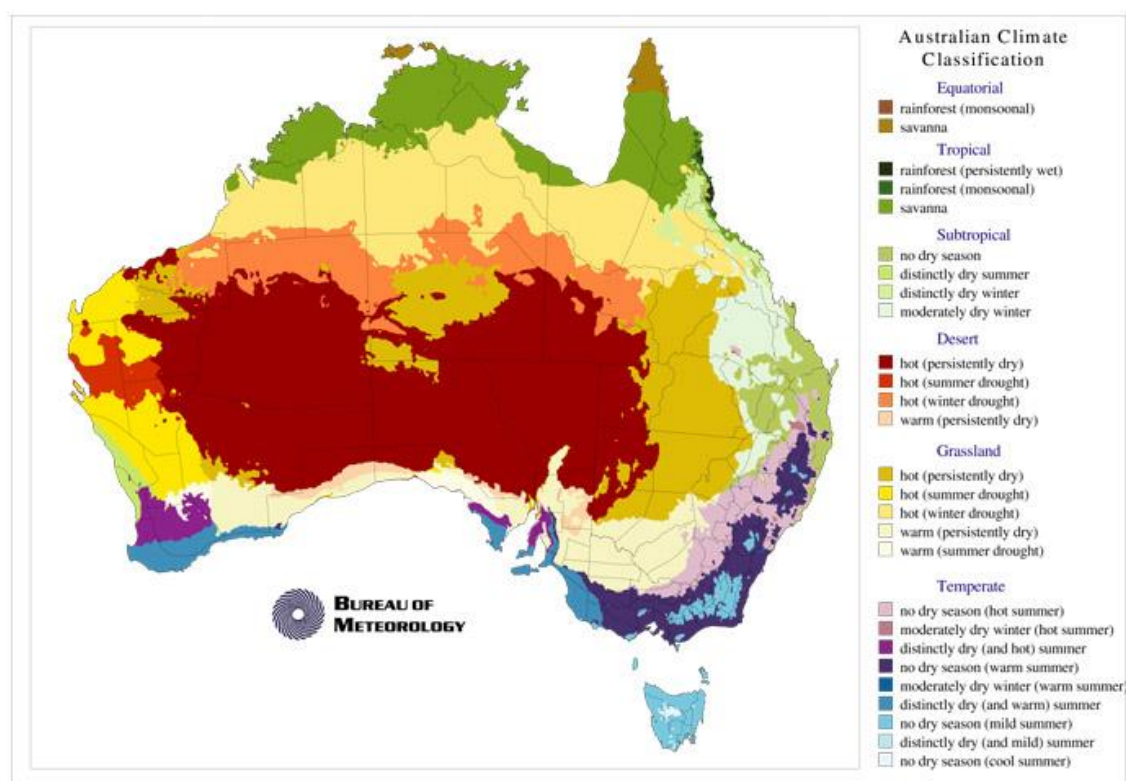 Australian Climate
Classification
Equatorial
rainforest (monsoonal)
savanna
Tropical
rainforest (persistently wet)
rainforest (monsoonal)
savanna
Subtropical
no dry season
distinctly dry summer
distinctly dry winter
moderately dry winter
Desert
hot (persistently dry)
hot (summer drought)
hot (winter drought)
warm (persistently dry)
Grassland
hot (persistently dry)
hot (summer drought)
hot (winter drought)
warm (persistently dry)
warm (summer drought)
Temperate
no dry season (hot summer)
moderately dry winter (hot summer)
distinctly dry (and hot) summer
no dry season (warm summer)
moderately dry winter (warm summer)
distinctly dry (and warm) summer
no dry season (mild summer)
distinctly dry (and mild) summer
no dry season (cool summer)
BUREAU OF
METEOROLOGY